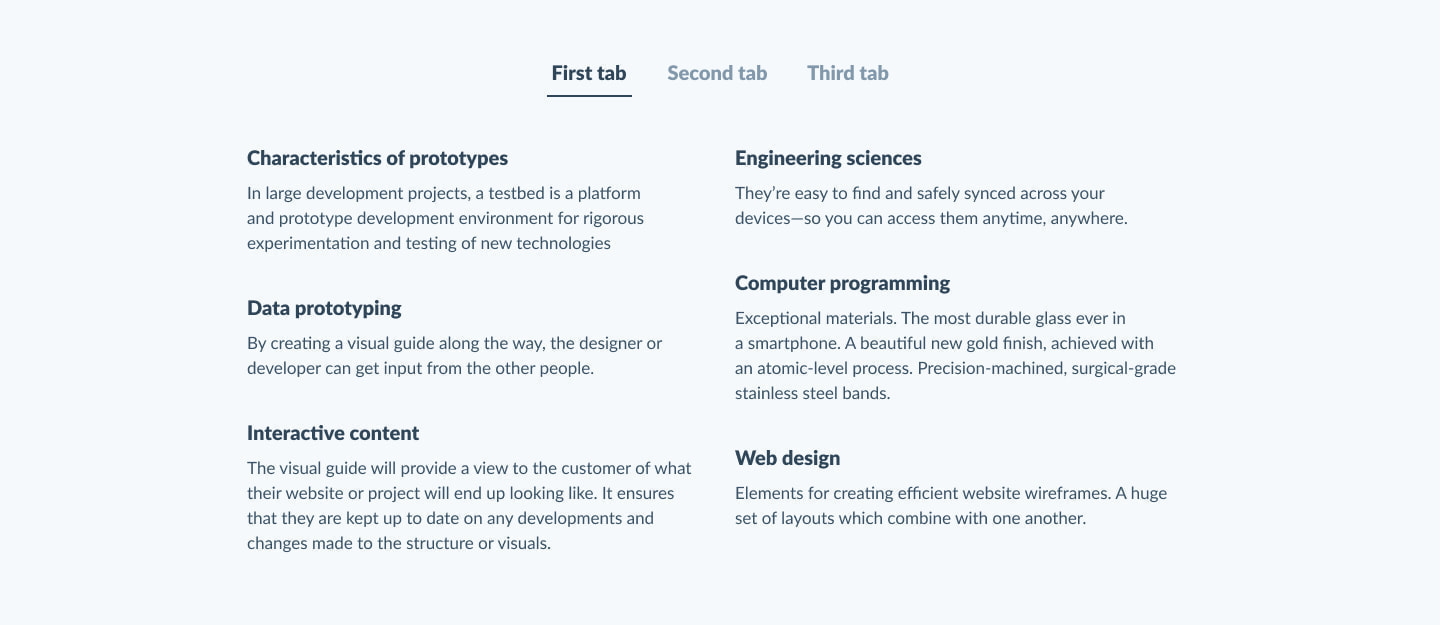 First tab
Second tab
Third tab
Characteristics of prototypes
In large development projects, a testbed is a platform
and prototype development environment for rigorous
experimentation and testing of new technologies
Data prototyping
By creating a visual guide along the way, the designer or
developer can get input from the other people.
Interactive content
The visual guide will provide a view to the customer of what
their website or project will end up looking like. It ensures
that they are kept up to date on any developments and
changes made to the structure or visuals.
Engineering sciences
They’re easy to find and safely synced across your
devices—so you can access them anytime, anywhere.
Computer programming
Exceptional materials. The most durable glass ever in
a smartphone. A beautiful new gold finish, achieved with
an atomic-level process. Precision-machined, surgical-grade
stainless steel bands.
Web design
Elements for creating efficient website wireframes. A huge
set of layouts which combine with one another.